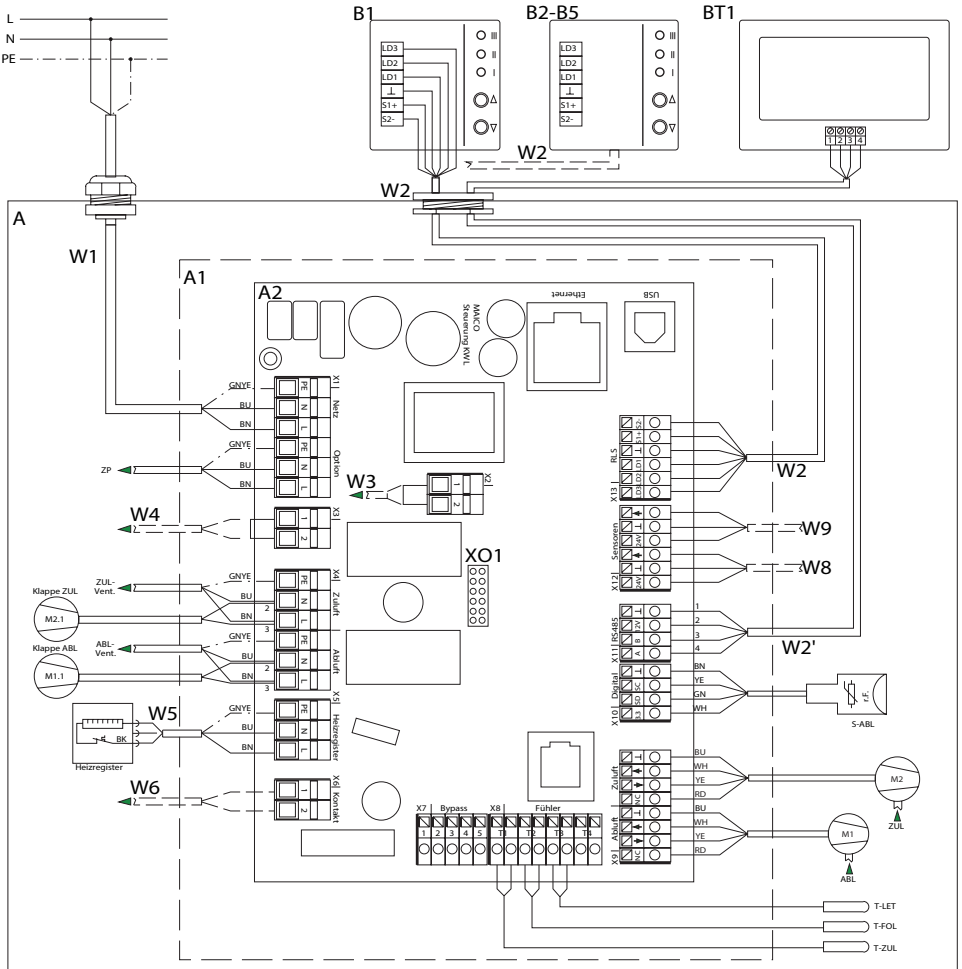 L
N
PE
B1
LD3
LD2
LD1
⊥
S1+
S2-
III
II
I
B2-B5
LD3
LD2
LD1
⊥
S1+
S2-
III
II
I
BT1
1 2 3 4
W2
W2
A
W1
A1
A2
MAICO
Steuerung KWL
Ethernet
USB
X1
Netz
GNYE PE
BU N
BN L
Option
ZP
GNYE PE
BU N
BN L
W3
X2
1
2
W4
X3
1
2
XO1
X4
Zuluft
Klappe ZUL
M2.1
ZUL-
Vent.
GNYE PE
BU N
2
BN L
3
Abluft
Klappe ABL
M1.1
ABL-
Vent.
GNYE PE
BU N
2
BN L
3
X5
Heizregister
W5
BK
Heizregister
GNYE PE
BU N
BN L
W6
X6
Kontakt
1
2
RLS
X13
S2-
S1+
⊥
LD1
LD2
LD3
W2
Sensoren
X12
⊥
24V
⊥
24V
W9
W8
RS485
X11
⊥ 1
12V 2
B 3
A 4
W2'
Digital
X10
⊥ BN
SC YE
SD GN
3.3 WH
r.F.
S-ABL
Zuluft
⊥ BU
WH
YE
NC RD
M2
ZUL
Abluft
X9
⊥ BU
WH
YE
NC RD
M1
ABL
X7 Bypass X8 Fühler
1 2 3 4 5 T1 T2 T3 T4
T-LET
T-FOL
T-ZUL